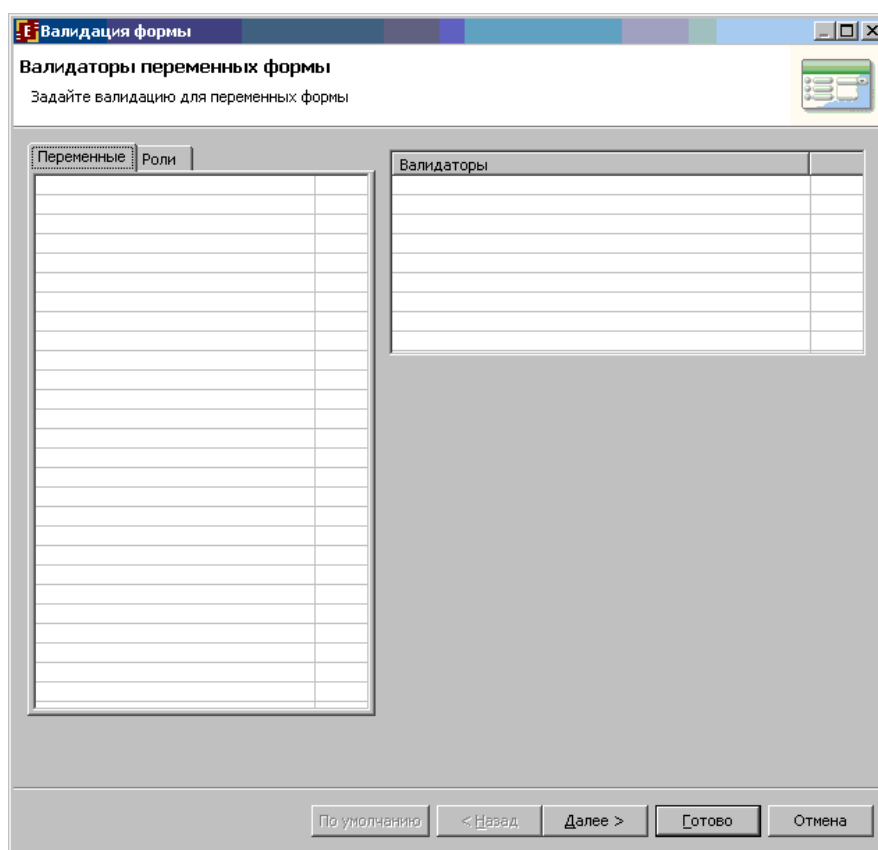 Валидация формы
Валидаторы переменных формы
Задайте валидацию для переменных формы
Переменные Роли
Валидаторы
По умолчанию < Назад Далее > Готово Отмена